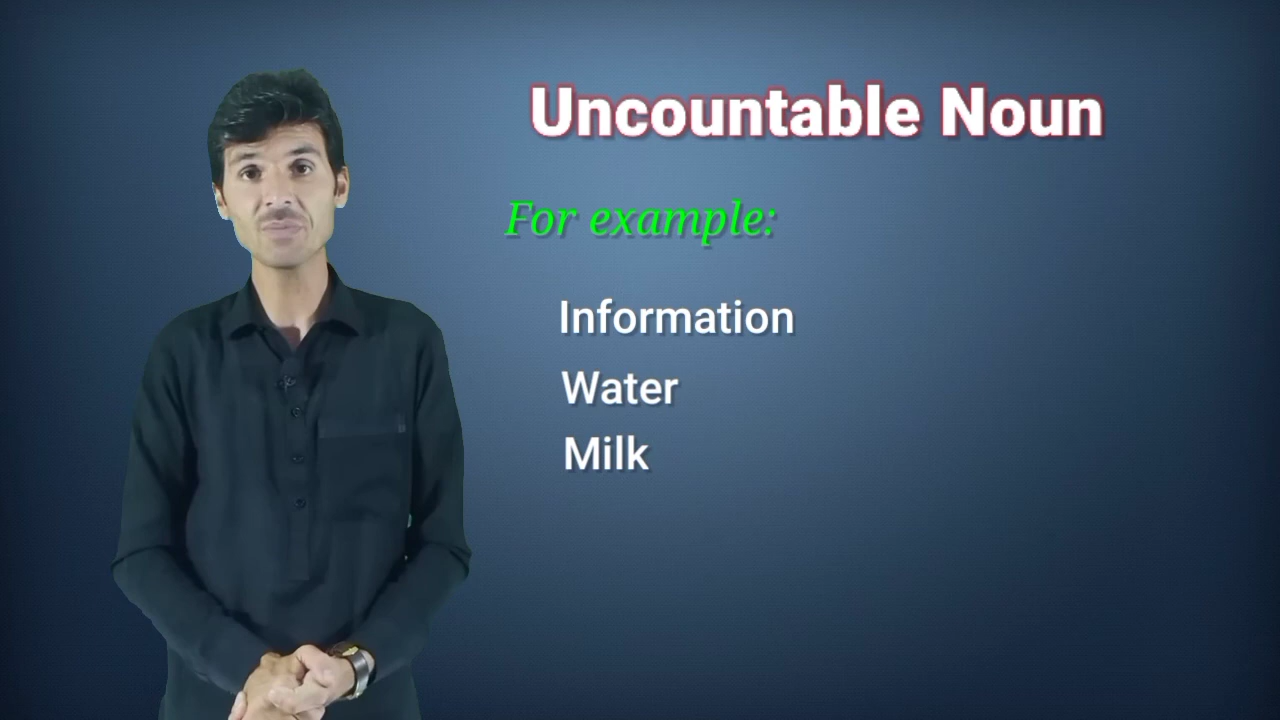 Uncountable Noun
For example:
Information
Water
Milk